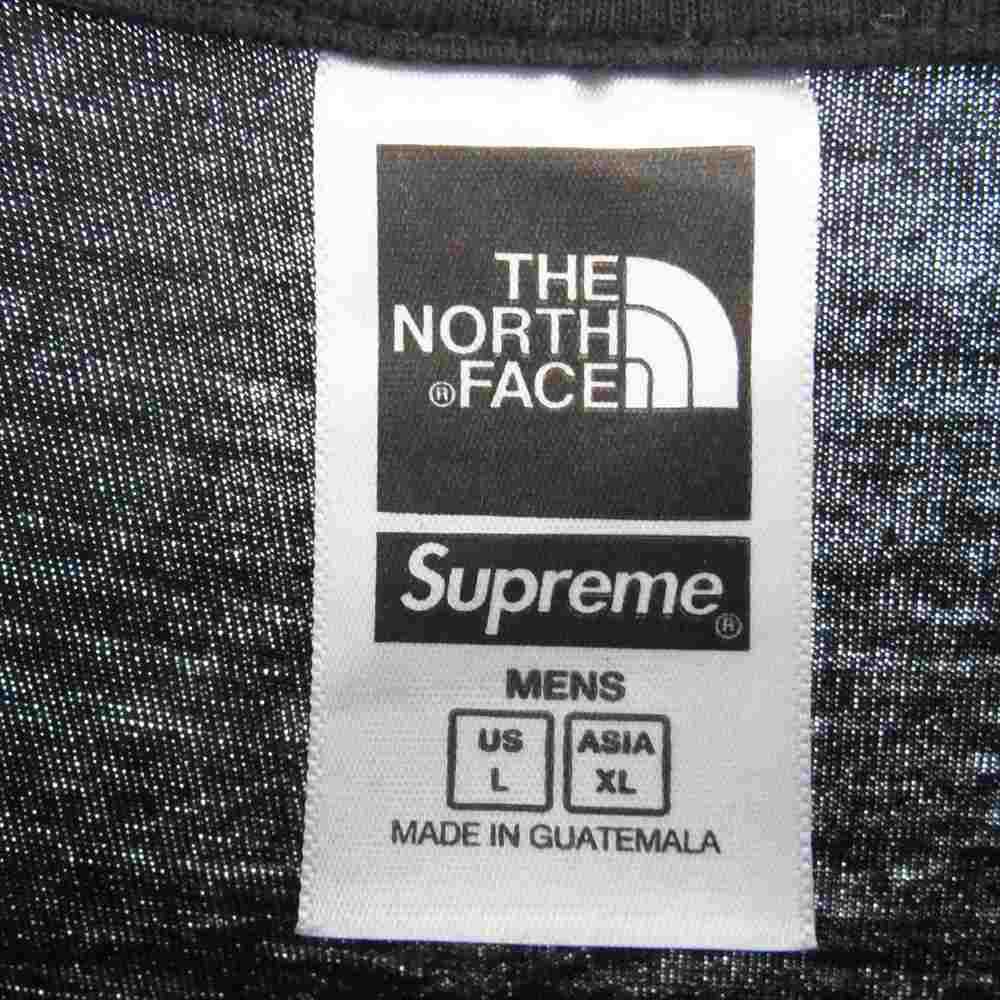 THE
NORTH
® FACE
Supreme ®
MENS
US ASIA
L XL
MADE IN GUATEMALA